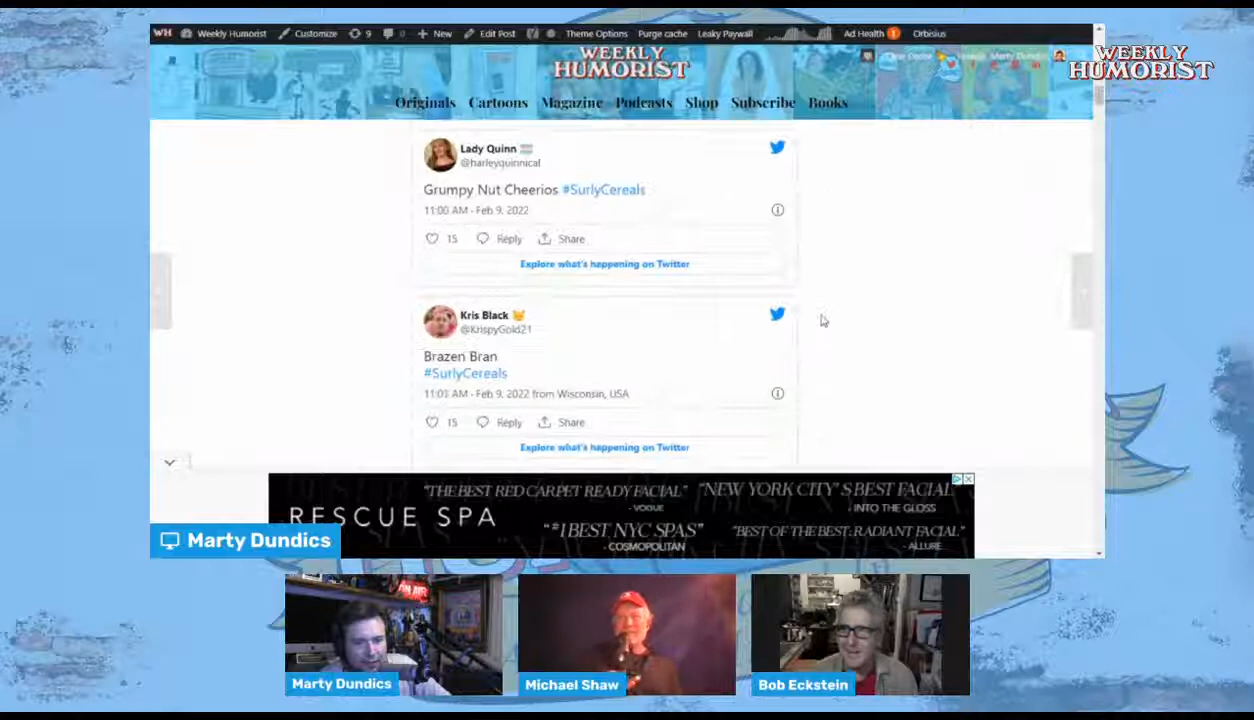 WH Weekly Humorist Customize 9 0 New Edit Post Theme Options Purge cache Leaky Paywall Ad Health 1 Orbisius
WEEKLY
HUMORIST
WEEKLY
HUMORIST
Originals Cartoons Magazine Podcasts Shop Subscribe Books
Lady Quinn
@harleyquinnical
Grumpy Nut Cheerios #SurlyCereals
11:00 AM - Feb 9, 2022
15 Reply Share
Explore what's happening on Twitter
Kris Black
@KrispyGold21
Brazen Bran
#SurlyCereals
11:01 AM - Feb 9, 2022 from Wisconsin, USA
15 Reply Share
Explore what's happening on Twitter
RESCUE SPA
"THE BEST RED CARPET READY FACIAL"
- VOGUE
"NEW YORK CITY'S BEST FACIAL
- INTO THE GLOSS
"#1 BEST NYC SPAS"
- COSMOPOLITAN
"BEST OF THE BEST: RADIANT FACIAL"
- ALLURE
Marty Dundics
ON AIR
Marty Dundics
Michael Shaw
Bob Eckstein